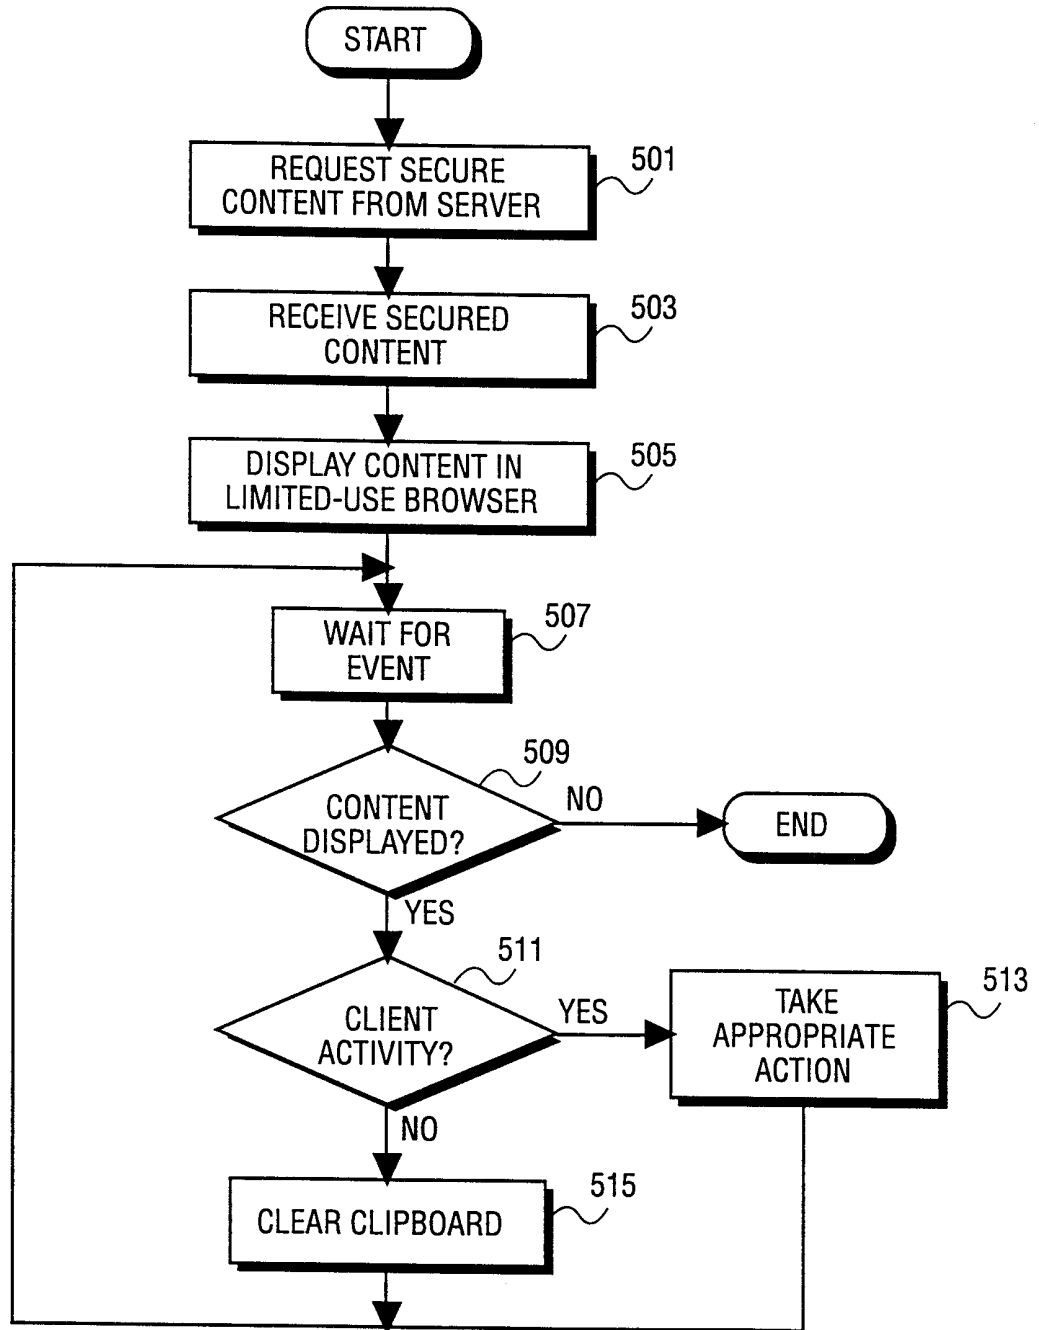 START
REQUEST SECURE
CONTENT FROM SERVER
501
RECEIVE SECURED
CONTENT
503
DISPLAY CONTENT IN
LIMITED-USE BROWSER
505
WAIT FOR
EVENT
507
CONTENT
DISPLAYED?
509
NO
END
YES
CLIENT
ACTIVITY?
511
YES
TAKE
APPROPRIATE
ACTION
513
NO
CLEAR CLIPBOARD
515